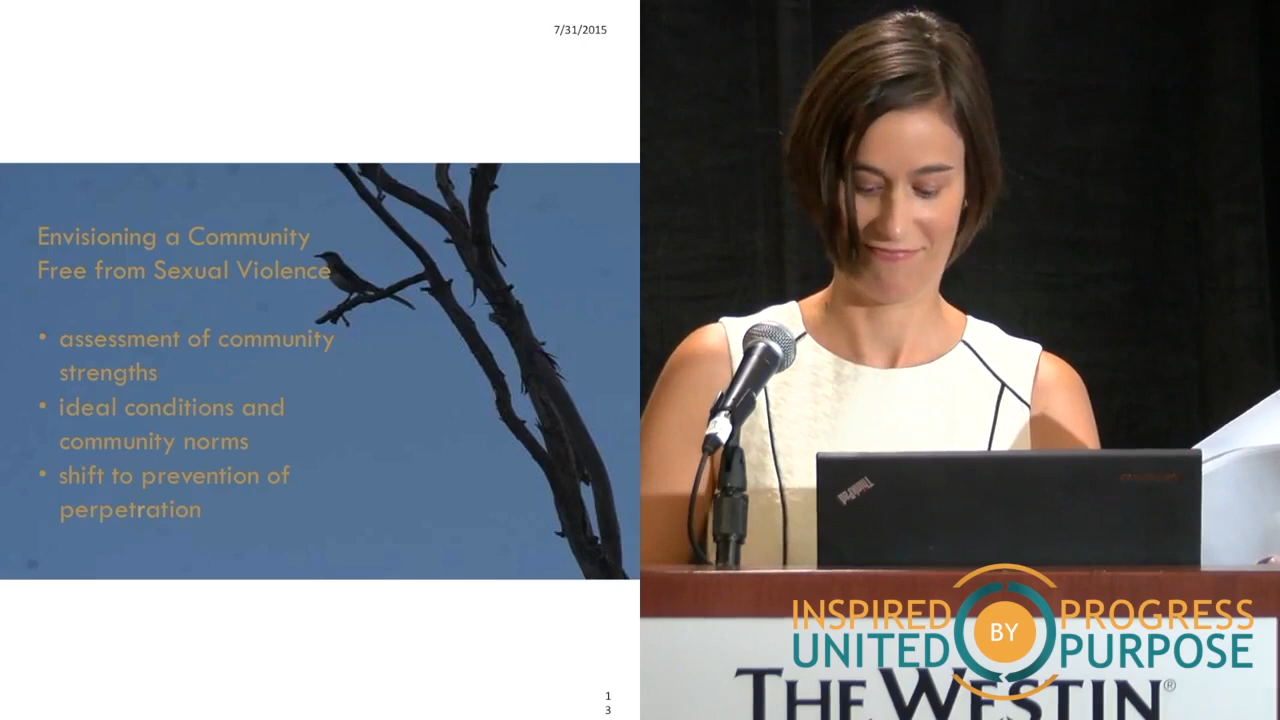 7/31/2015
Envisioning a Community
Free from Sexual Violence
• assessment of community
strengths
• ideal conditions and
community norms
• shift to prevention of
perpetration
1
3
ThinkPad
INSPIRED BY PROGRESS
UNITED PURPOSE
THE WESTIN®